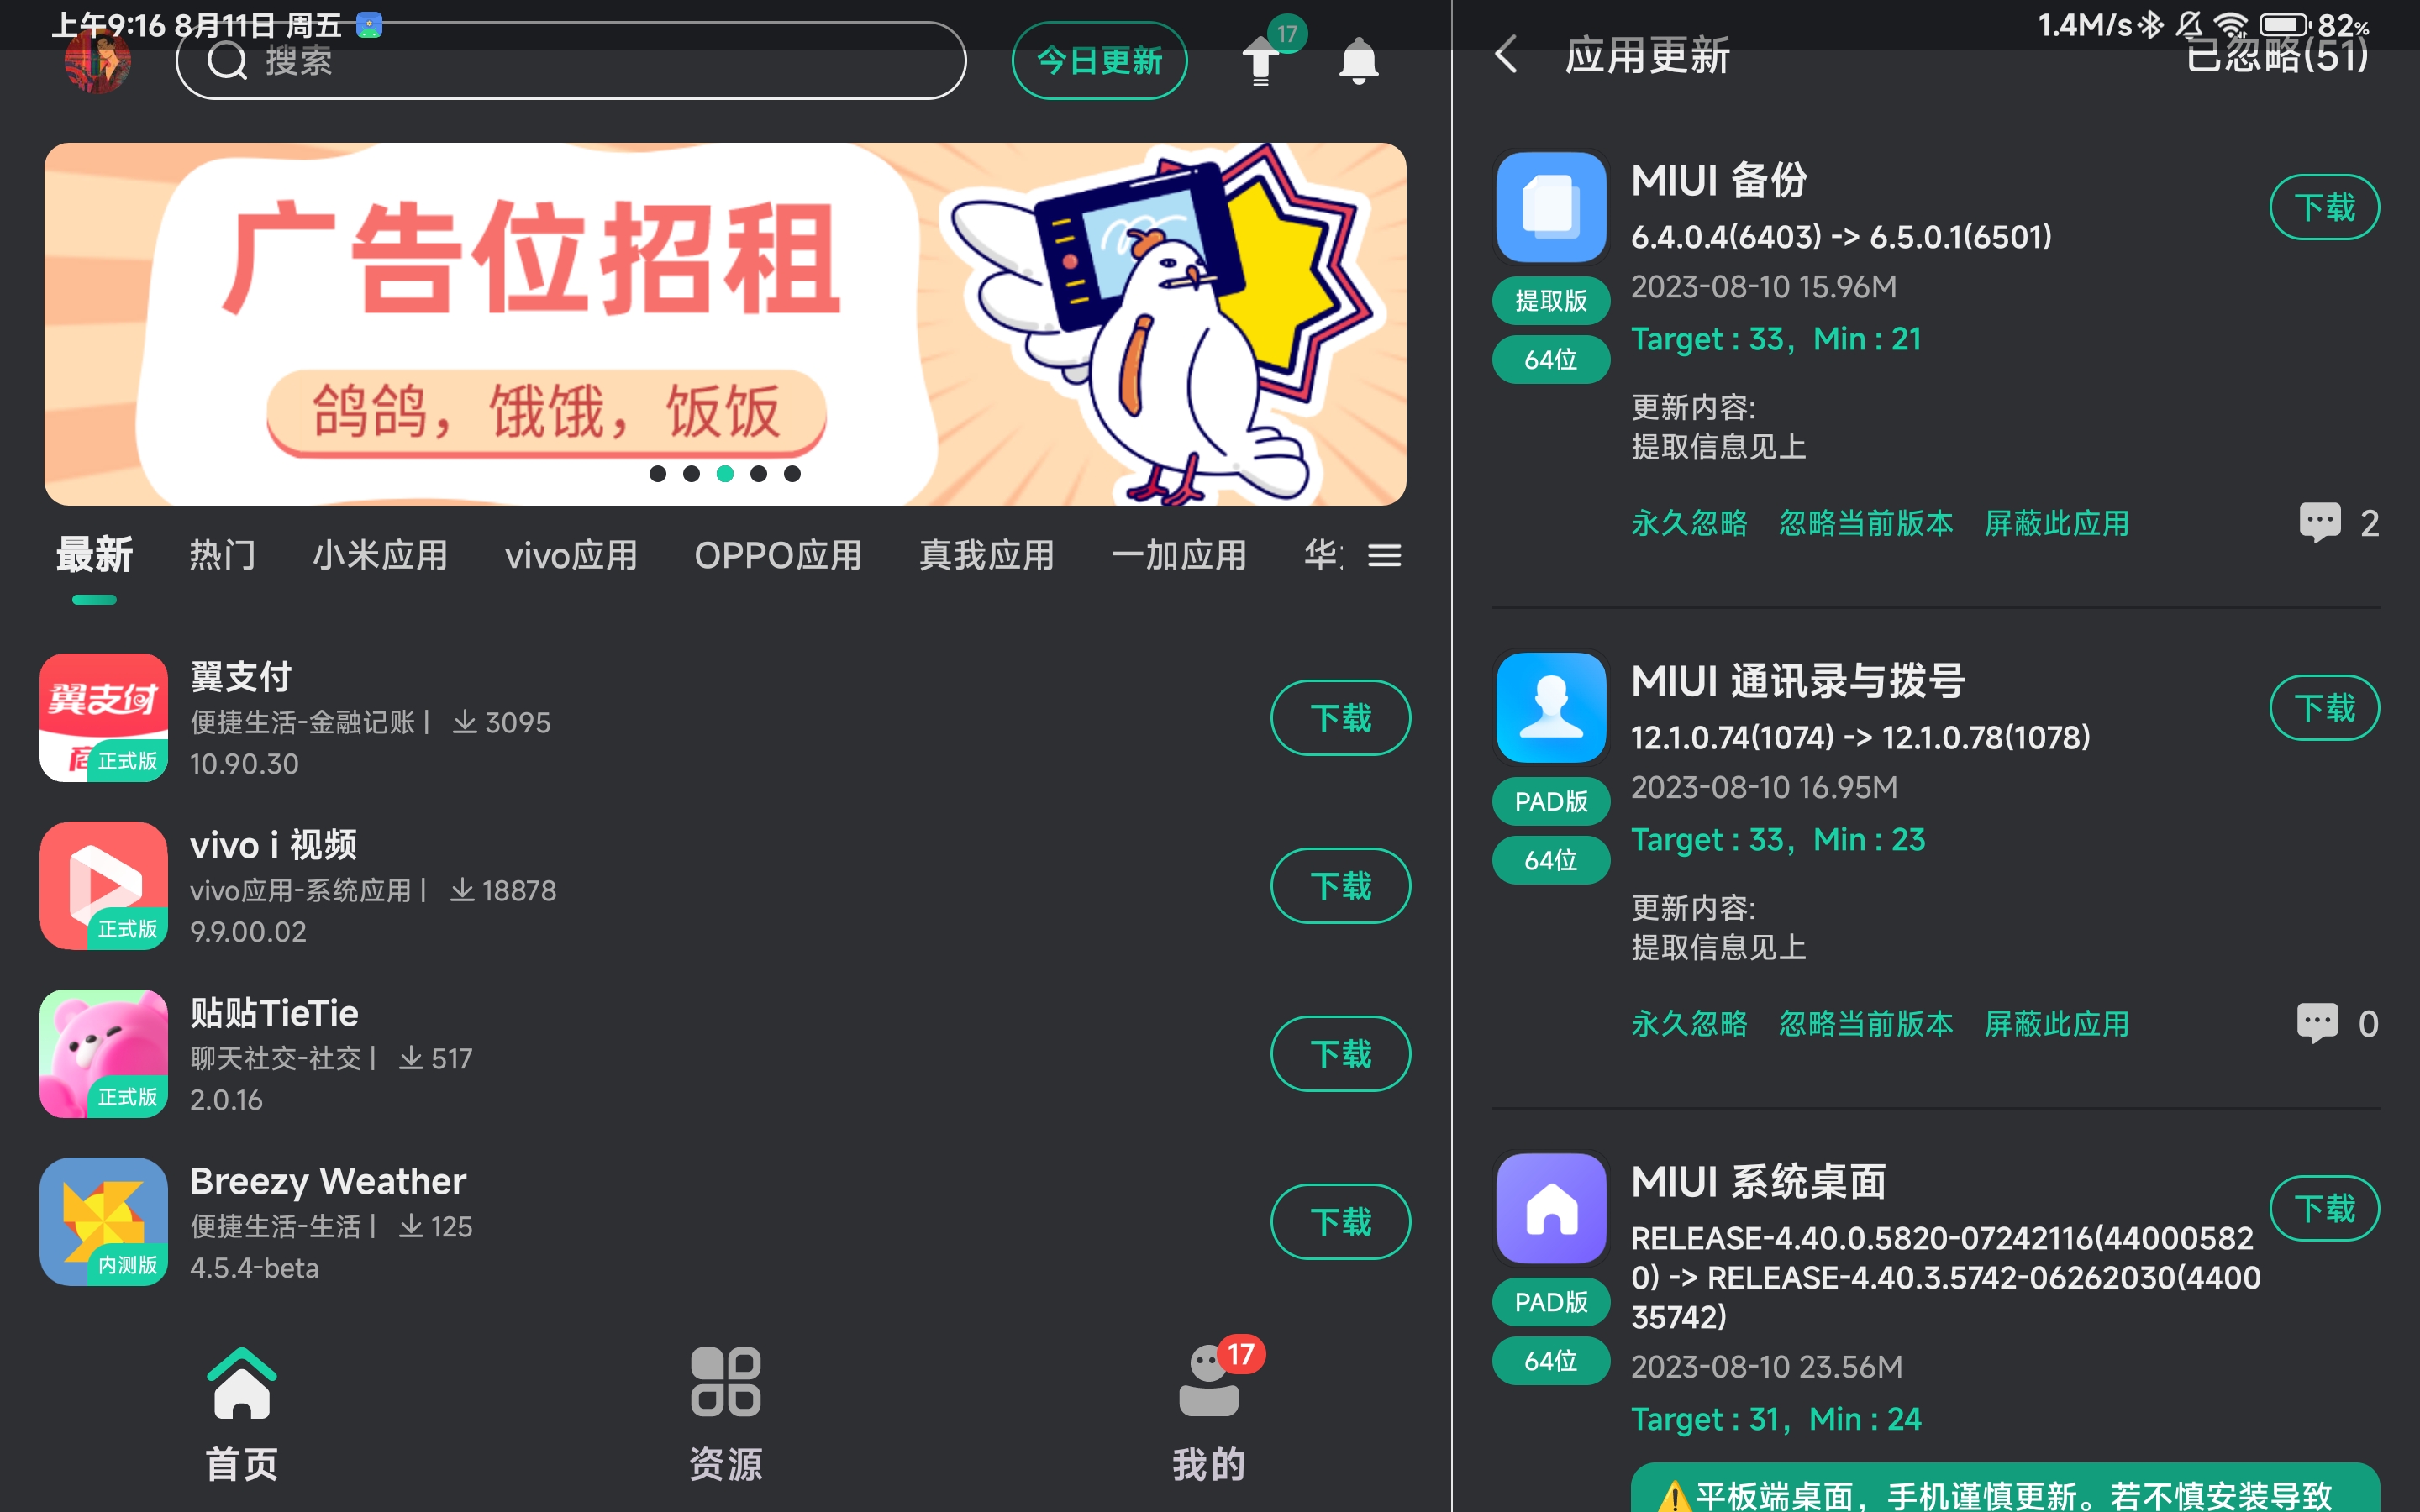 上午9:16 8月11日 周五
1.4M/s
82%
搜索
今日更新
17
广告位招租
鸽鸽，饿饿，饭饭
最新
热门
小米应用
vivo应用
OPPO应用
真我应用
一加应用
华
翼支付
正式版
翼支付
便捷生活-金融记账 | 3095
10.90.30
下载
正式版
vivo i 视频
vivo应用-系统应用 | 18878
9.9.00.02
下载
正式版
贴贴TieTie
聊天社交-社交 | 517
2.0.16
下载
内测版
Breezy Weather
便捷生活-生活 | 125
4.5.4-beta
下载
首页
资源
我的
17
应用更新
已忽略(51)
MIUI 备份
下载
6.4.0.4(6403) -> 6.5.0.1(6501)
2023-08-10 15.96M
提取版
Target : 33，Min : 21
64位
更新内容:
提取信息见上
永久忽略 忽略当前版本 屏蔽此应用
2
MIUI 通讯录与拨号
下载
12.1.0.74(1074) -> 12.1.0.78(1078)
2023-08-10 16.95M
PAD版
Target : 33，Min : 23
64位
更新内容:
提取信息见上
永久忽略 忽略当前版本 屏蔽此应用
0
MIUI 系统桌面
下载
RELEASE-4.40.0.5820-07242116(44000582
0) -> RELEASE-4.40.3.5742-06262030(4400
35742)
PAD版
2023-08-10 23.56M
64位
Target : 31，Min : 24
⚠️平板端桌面，手机谨慎更新。若不慎安装导致